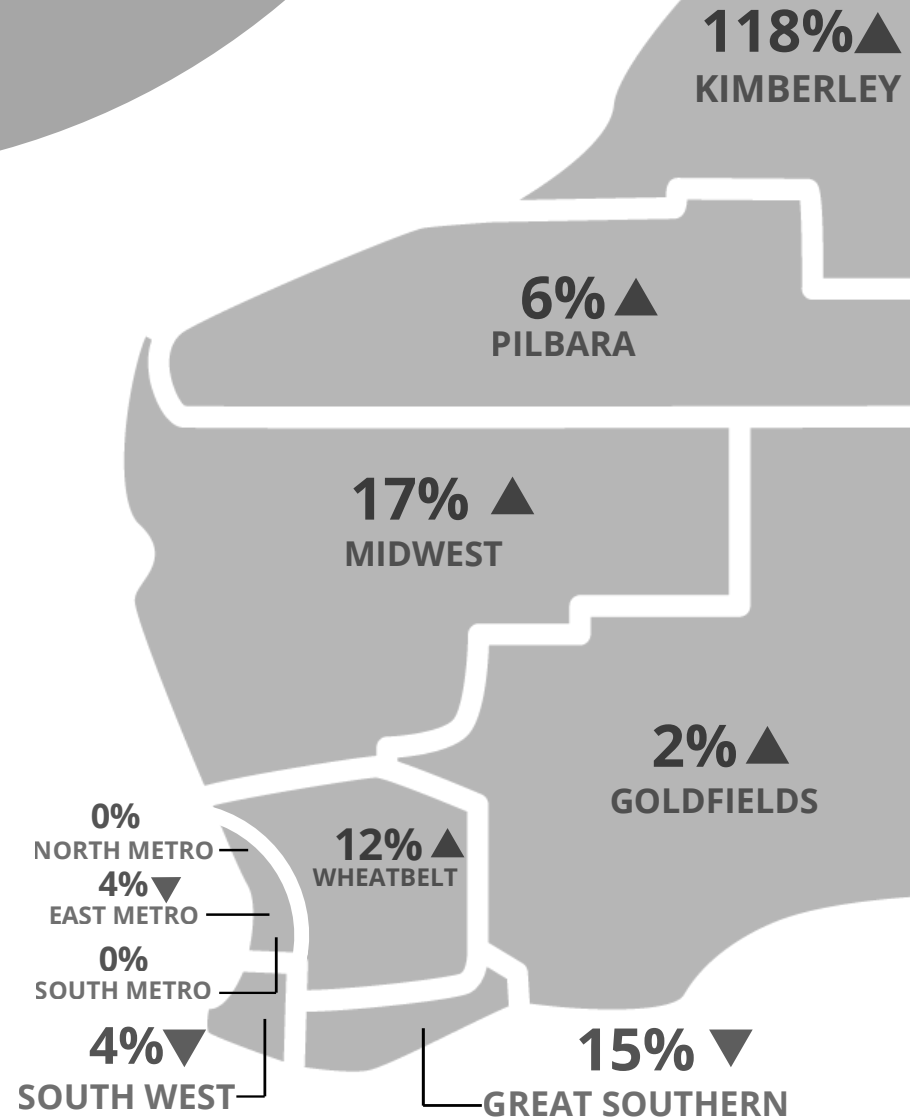 118%▲
KIMBERLEY
6%▲
PILBARA
17% ▲
MIDWEST
2%▲
GOLDFIELDS
0%
NORTH METRO
12%▲
WHEATBELT
4%▼
EAST METRO
0%
SOUTH METRO
4%▼
SOUTH WEST
15% ▼
GREAT SOUTHERN